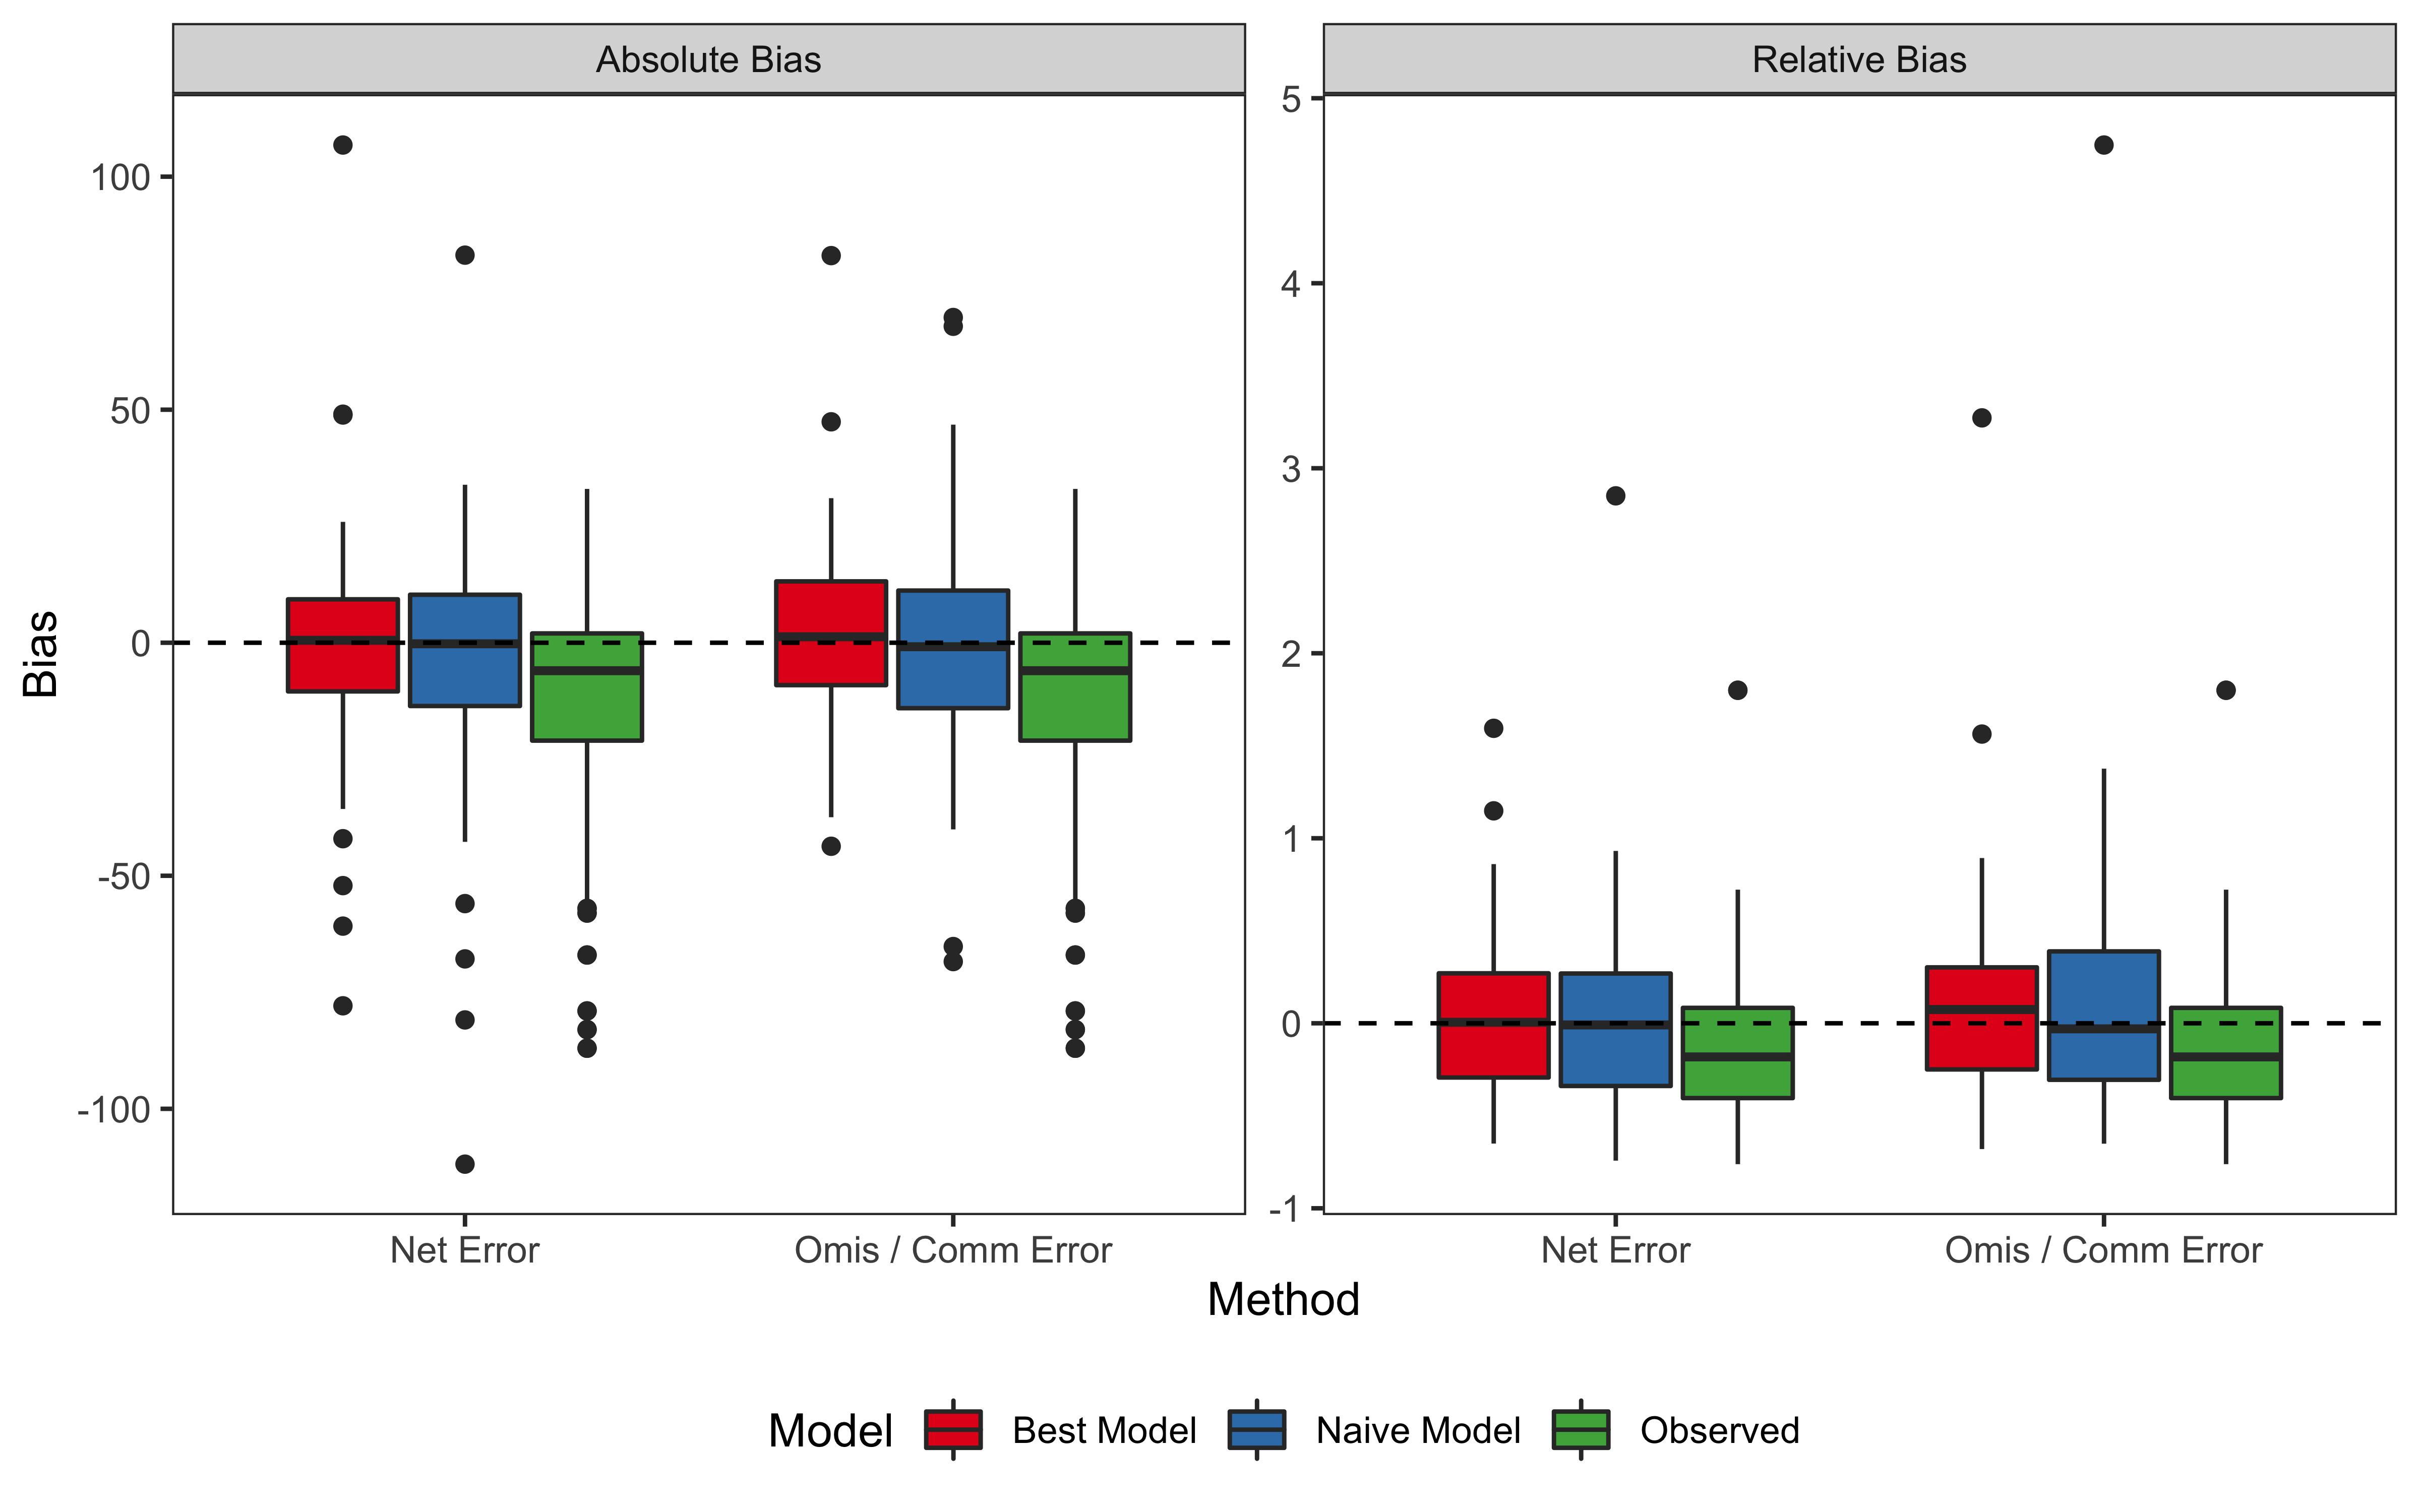 Absolute Bias
Relative Bias
Bias
100
50
0
-50
-100
5
4
3
2
1
0
-1
Net Error
Omis / Comm Error
Net Error
Omis / Comm Error
Method
Model
Best Model
Naive Model
Observed